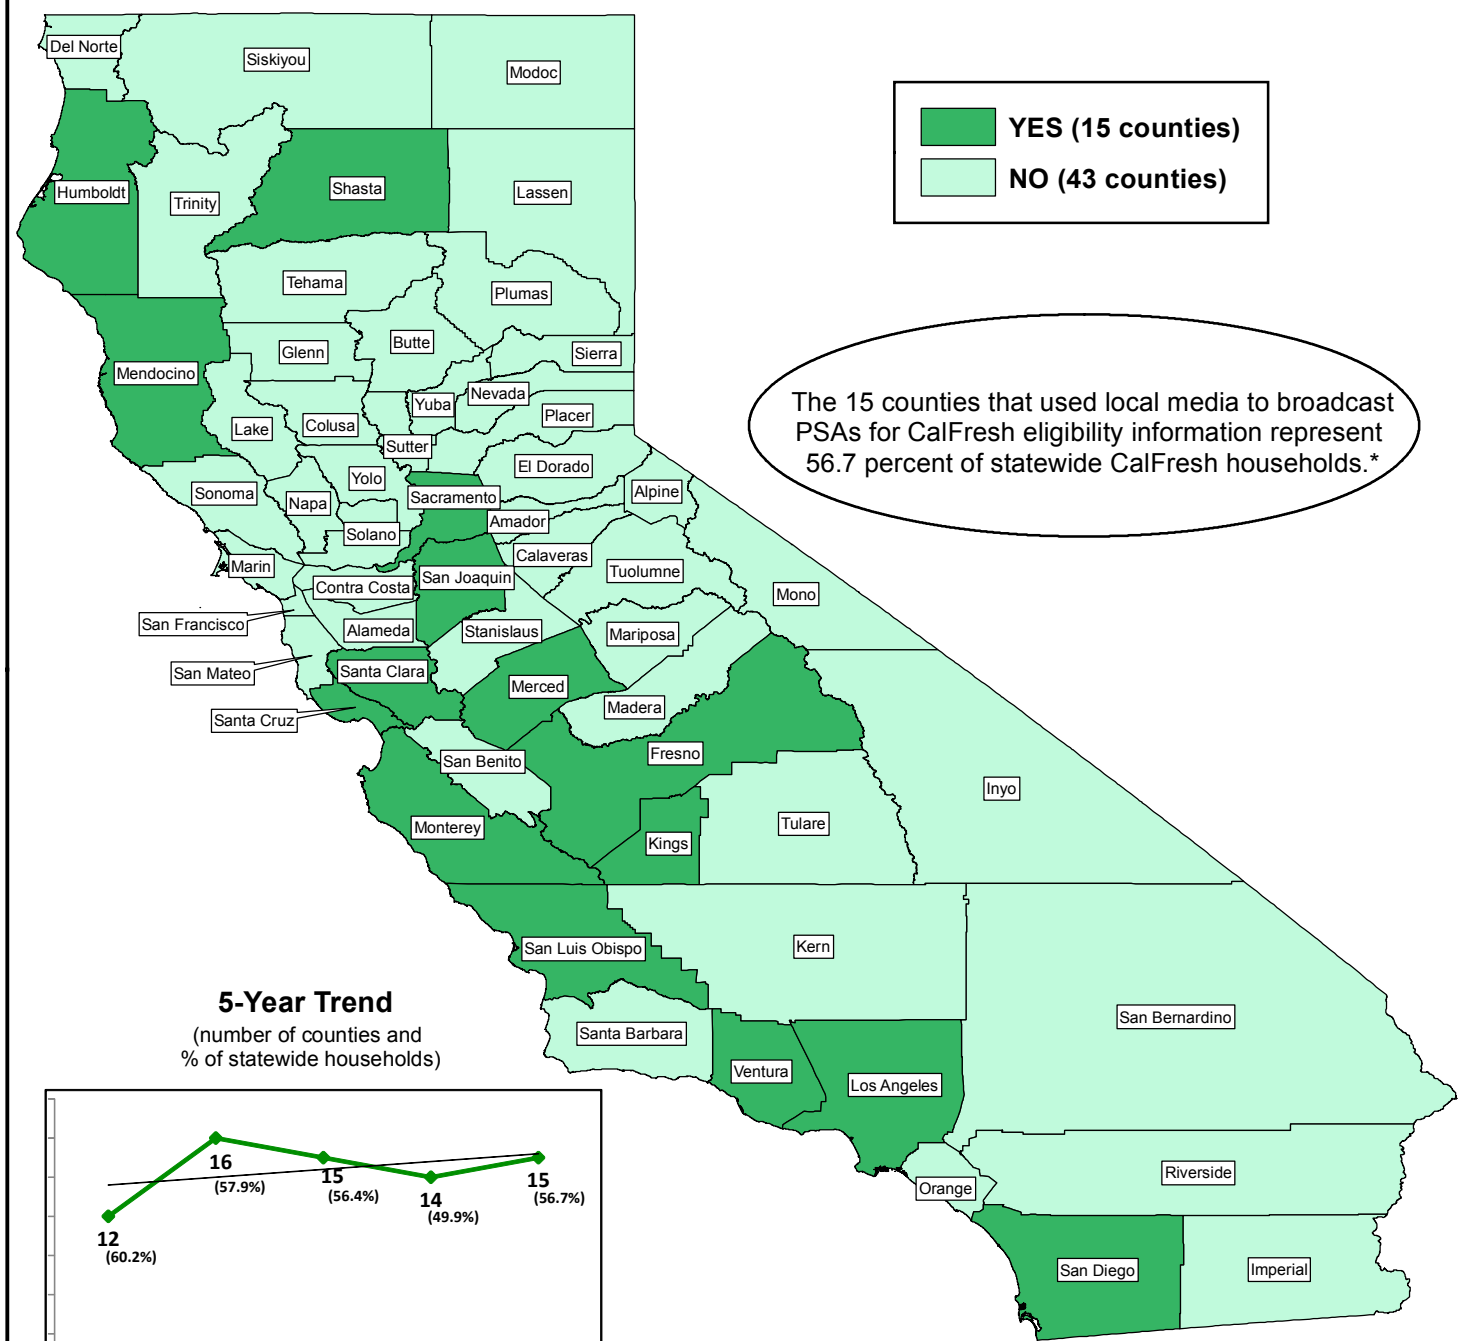 Del Norte
Siskiyou
Modoc
YES (15 counties)
NO (43 counties)
Humboldt
Trinity
Shasta
Lassen
Tehama
Plumas
Glenn
Butte
Sierra
Mendocino
Nevada
Yuba
Placer
Lake
Colusa
Sutter
The 15 counties that used local media to broadcast
PSAs for CalFresh eligibility information represent
56.7 percent of statewide CalFresh households.*
El Dorado
Yolo
Sonoma
Napa
Sacramento
Alpine
Solano
Amador
Marin
Calaveras
Contra Costa
San Joaquin
Tuolumne
Mono
San Francisco
Alameda
Stanislaus
Mariposa
San Mateo
Santa Clara
Merced
Madera
Santa Cruz
San Benito
Fresno
Inyo
Monterey
Kings
Tulare
San Luis Obispo
Kern
5-Year Trend
(number of counties and
% of statewide households)
Santa Barbara
San Bernardino
Ventura
Los Angeles
Orange
Riverside
San Diego
Imperial
12
(60.2%)
16
(57.9%)
15
(56.4%)
14
(49.9%)
15
(56.7%)